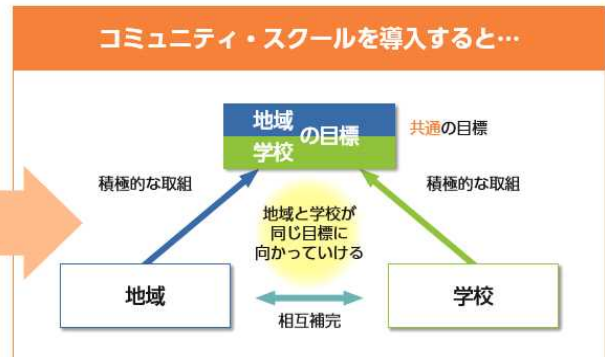 コミュニティ・スクールを導入すると…
地域
学校
の目標
共通の目標
積極的な取組
積極的な取組
地域と学校が
同じ目標に
向かっていける
地域
学校
相互補完